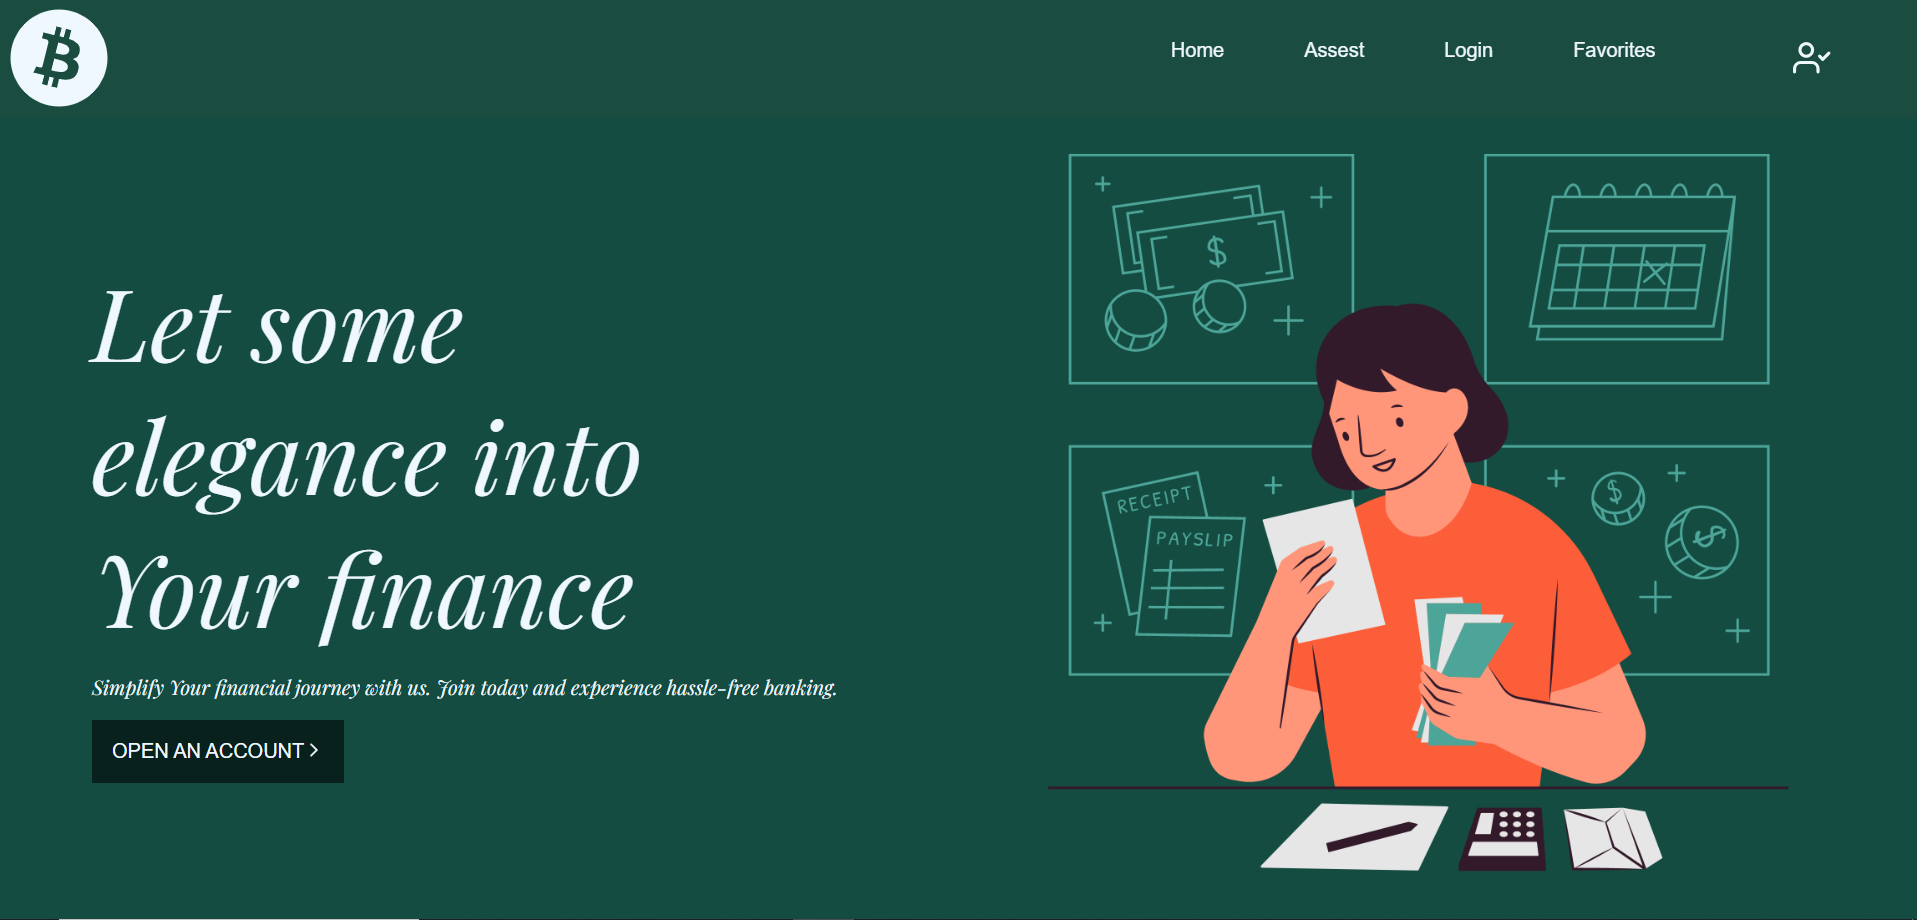 Home Assest Login Favorites
Let some
elegance into
Your finance
Simplify Your financial journey with us. Join today and experience hassle-free banking.
OPEN AN ACCOUNT >
$
RECEIPT
PAYSLIP
$
$